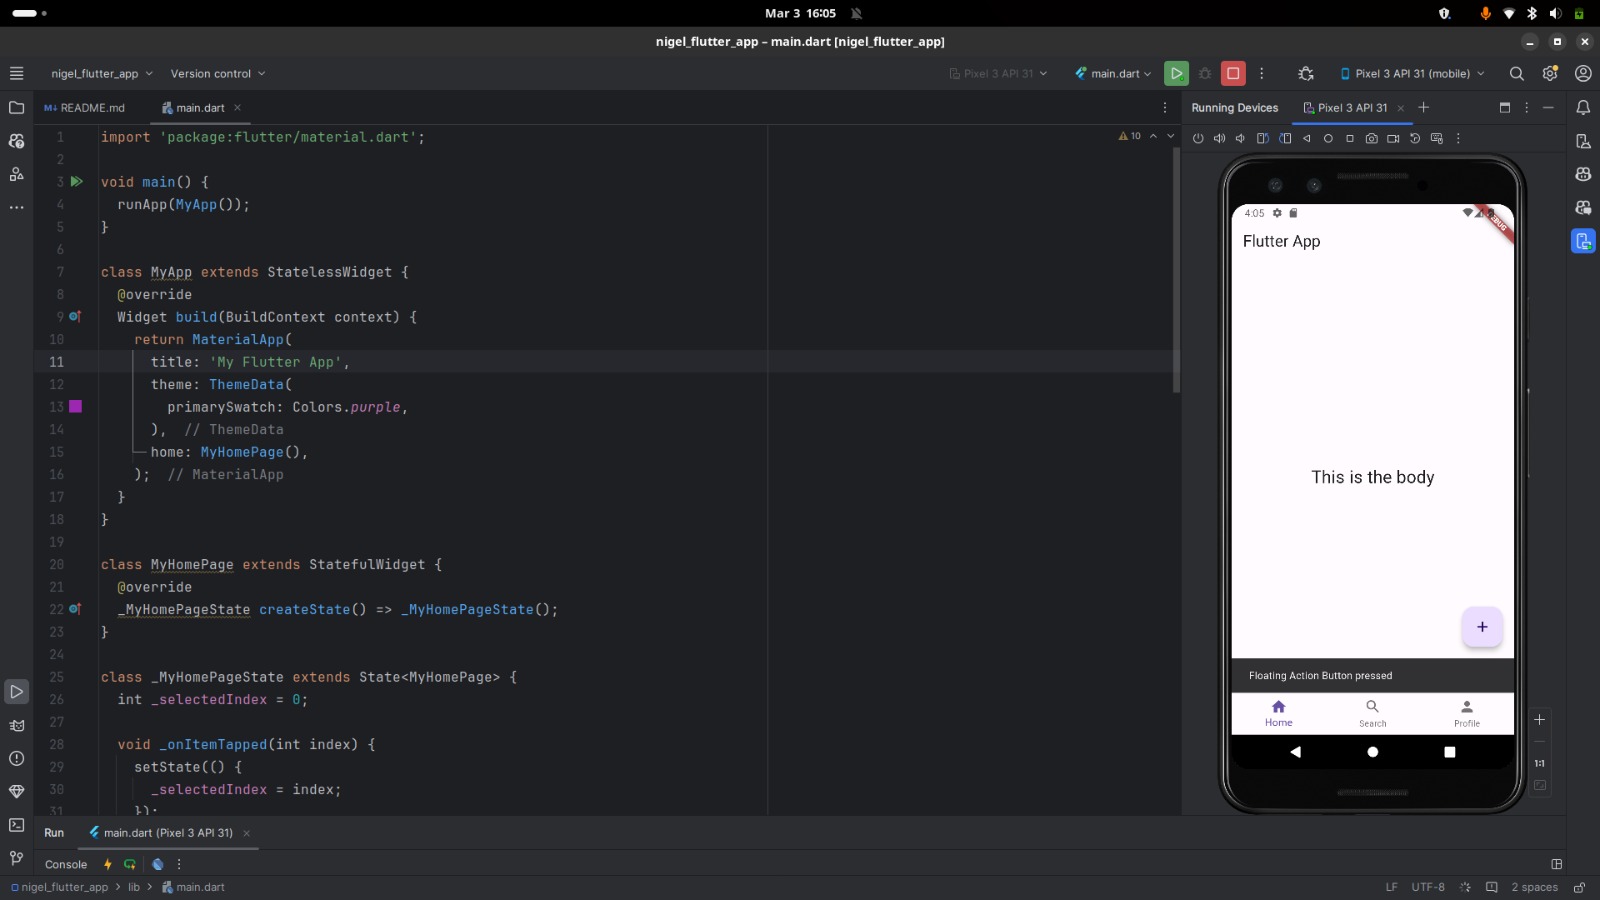 Mar 3 16:05
nigel_flutter_app – main.dart [nigel_flutter_app]
nigel_flutter_app
Version control
Pixel 3 API 31
main.dart
Pixel 3 API 31 (mobile)
M↓ README.md
main.dart
Running Devices
Pixel 3 API 31
10
1 import 'package:flutter/material.dart';
2
3 void main() {
4 runApp(MyApp());
5 }
6
7 class MyApp extends StatelessWidget {
8 @override
9 Widget build(BuildContext context) {
10 return MaterialApp(
11 title: 'My Flutter App',
12 theme: ThemeData(
13 primarySwatch: Colors.purple,
14 ), // ThemeData
15 home: MyHomePage(),
16 ); // MaterialApp
17 }
18 }
19
20 class MyHomePage extends StatefulWidget {
21 @override
22 _MyHomePageState createState() => _MyHomePageState();
23 }
24
25 class _MyHomePageState extends State<MyHomePage> {
26 int _selectedIndex = 0;
27
28 void _onItemTapped(int index) {
29 setState(() {
30 _selectedIndex = index;
31 });
4:05
DEBUG
Flutter App
This is the body
+
Floating Action Button pressed
Home
Search
Profile
1:1
Run
main.dart (Pixel 3 API 31)
Console
nigel_flutter_app > lib > main.dart
LF
UTF-8
2 spaces